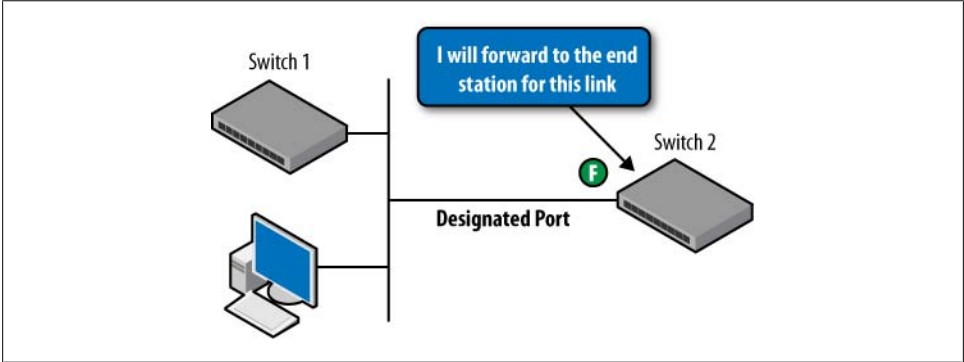 Switch 1
I will forward to the end
station for this link
Switch 2
F
Designated Port